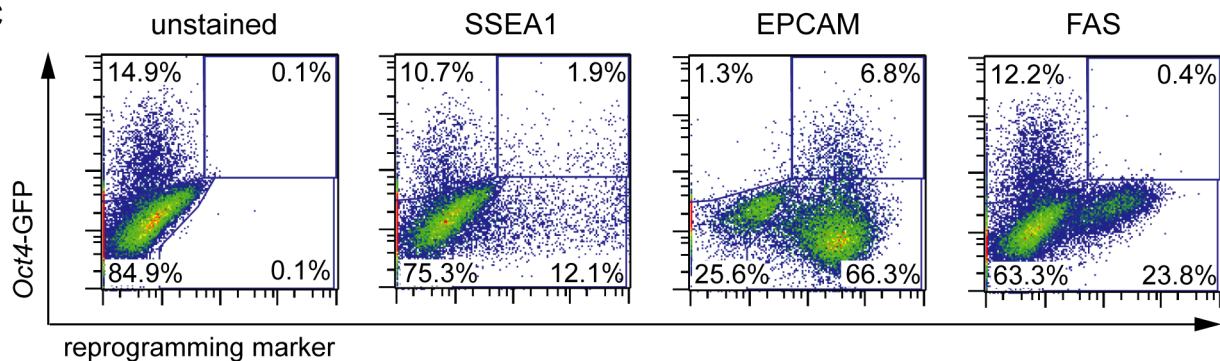 unstained SSEA1 EPCAM FAS
14.9% 0.1% 10.7% 1.9% 1.3% 6.8% 12.2% 0.4%
Oct4-GFP
84.9% 0.1% 75.3% 12.1% 25.6% 66.3% 63.3% 23.8%
reprogramming marker